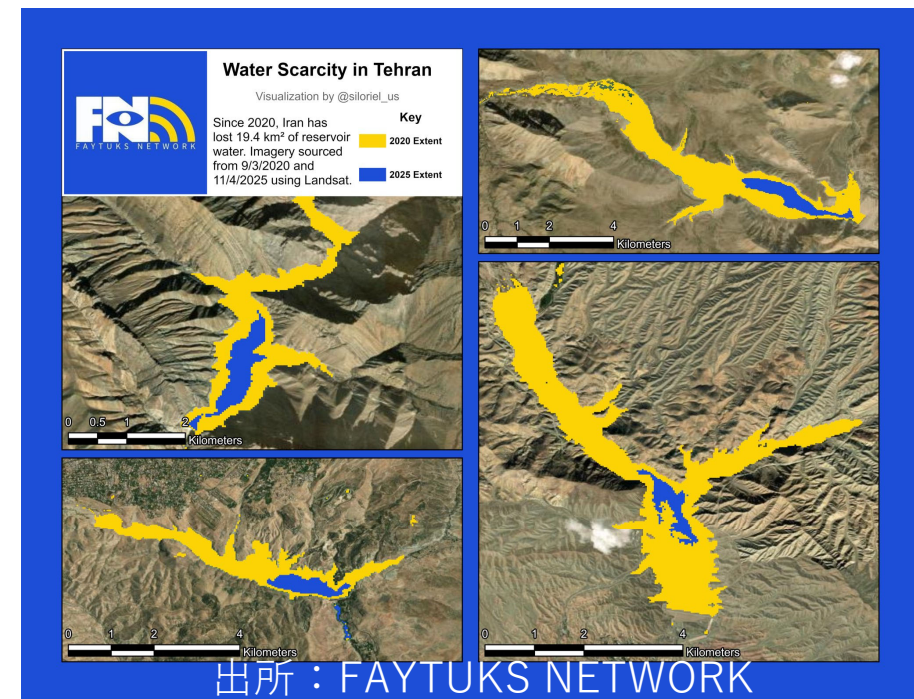 FN
FAYTUKS NETWORK
Water Scarcity in Tehran
Visualization by @siloriel_us
Since 2020, Iran has
lost 19.4 km² of reservoir
water. Imagery sourced
from 9/3/2020 and
11/4/2025 using Landsat.
Key
2020 Extent
2025 Extent
0 1 2 4
Kilometers
0 0.5 1 2
Kilometers
0 1 2 4
Kilometers
0 1 2 4
Kilometers
出所：FAYTUKS NETWORK